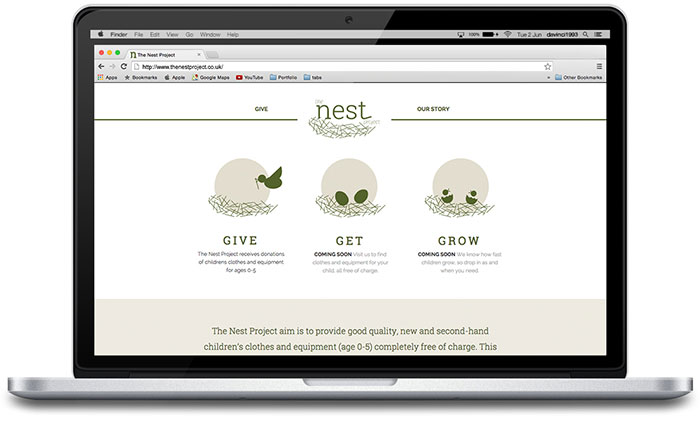 Finder File Edit View Go Window Help 100% Tue 2 Jun davinci1993
The Nest Project
http://www.thenestproject.co.uk/
Apps Bookmarks Apple Google Maps YouTube Portfolio tabs Other Bookmarks
GIVE
the
nest
project
OUR STORY
GIVE
The Nest Project receives donations
of childrens clothes and equipment
for ages 0-5
GET
COMING SOON Visit us to find
clothes and equipment for your
child, all free of charge.
GROW
COMING SOON We know how fast
children grow, so drop in as and
when you need.
The Nest Project aim is to provide good quality, new and second-hand
children's clothes and equipment (age 0-5) completely free of charge. This